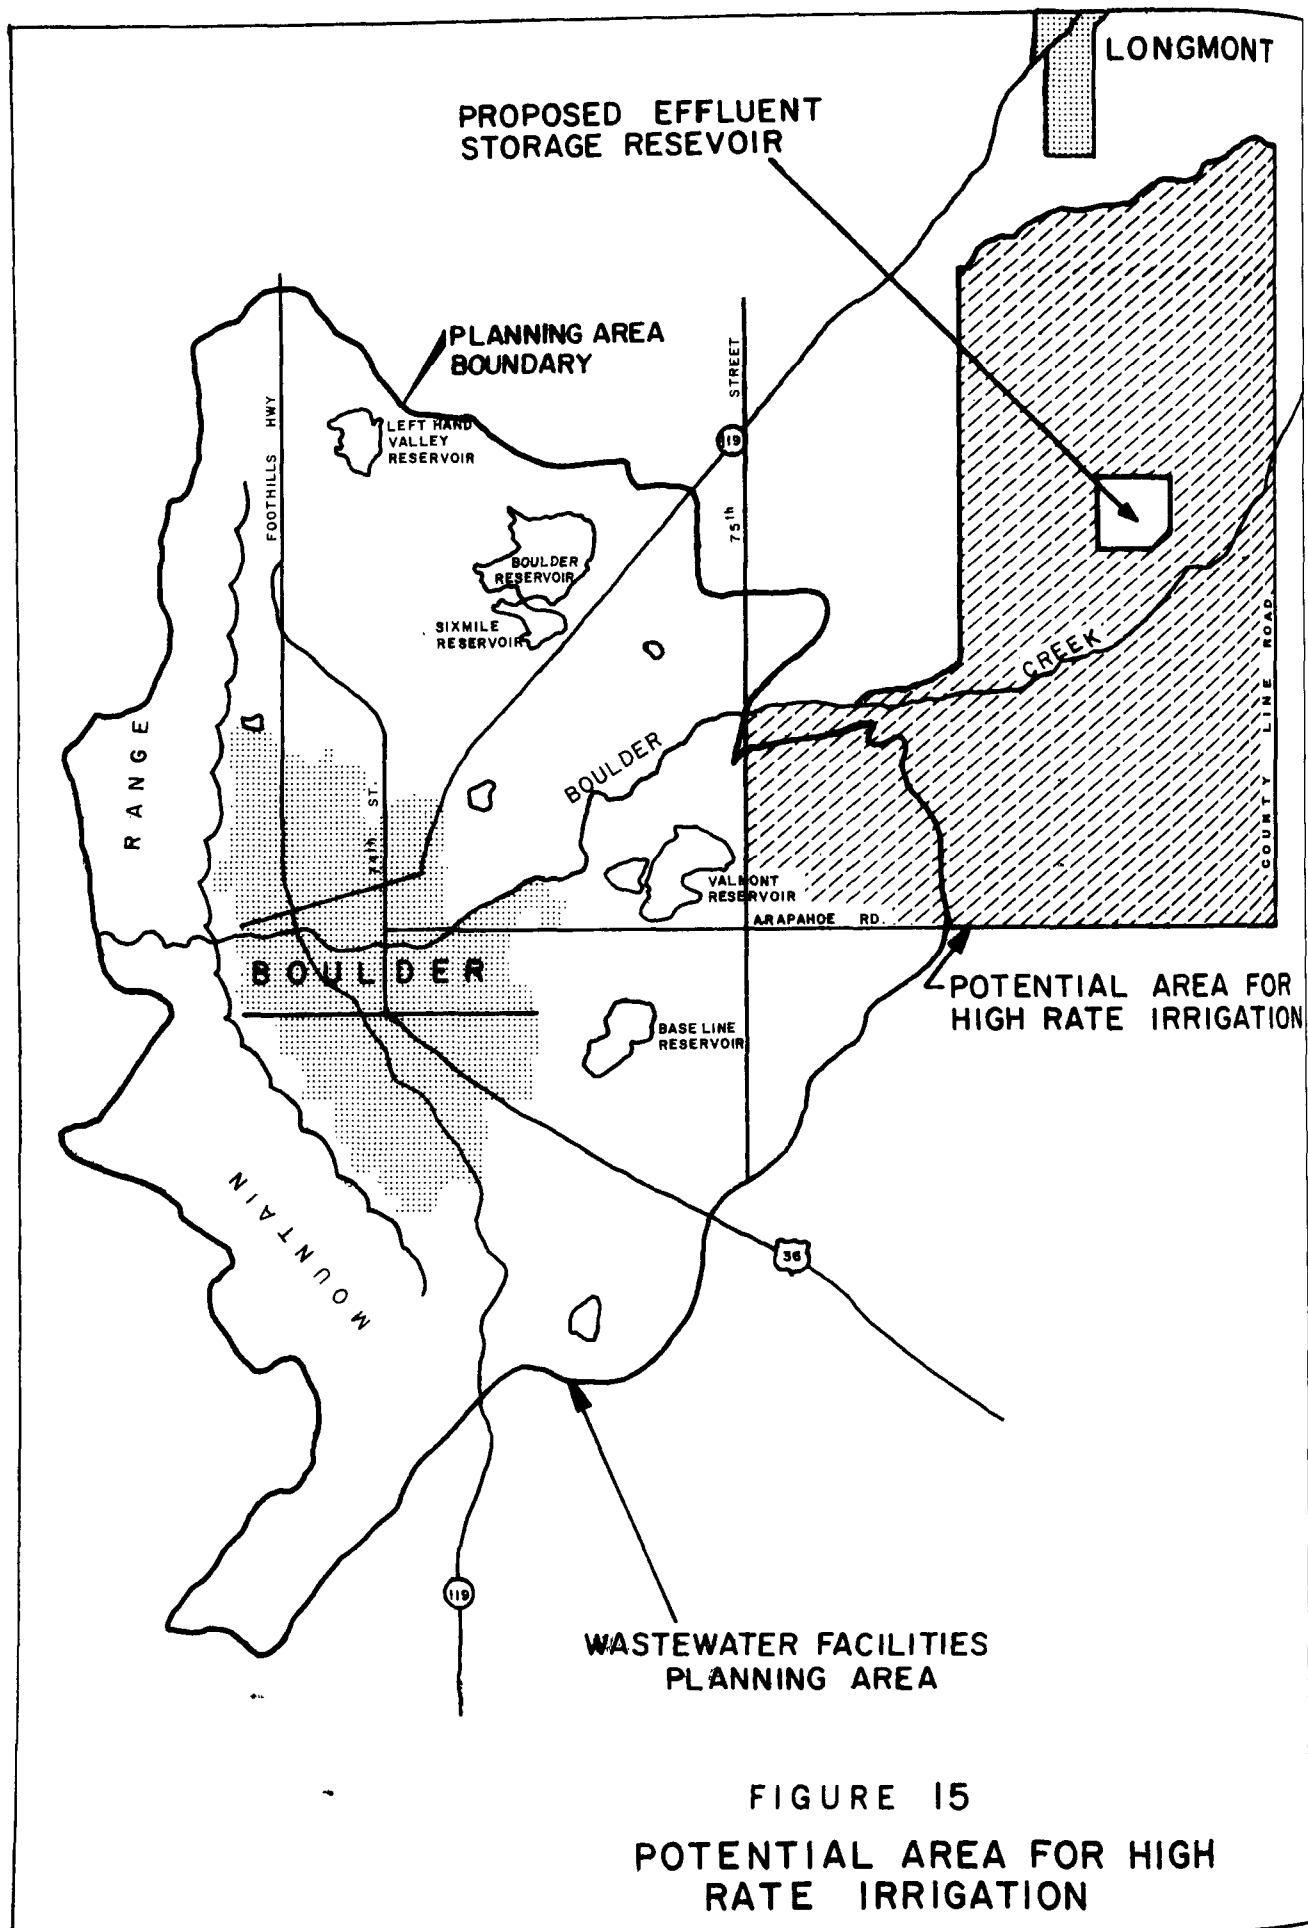 LONGMONT
PROPOSED EFFLUENT
STORAGE RESEVOIR
PLANNING AREA
BOUNDARY
STREET
75th
FOOTHILLS HWY
LEFT HAND
VALLEY
RESERVOIR
119
BOULDER
RESERVOIR
SIXMILE
RESERVOIR
CREEK
BOULDER
COUNTY LINE ROAD
RANGE
74th ST.
VALMONT
RESERVOIR
ARAPAHOE RD.
BOULDER
POTENTIAL AREA FOR
HIGH RATE IRRIGATION
BASE LINE
RESERVOIR
MOUNTAIN
36
119
WASTEWATER FACILITIES
PLANNING AREA
FIGURE 15
POTENTIAL AREA FOR HIGH
RATE IRRIGATION